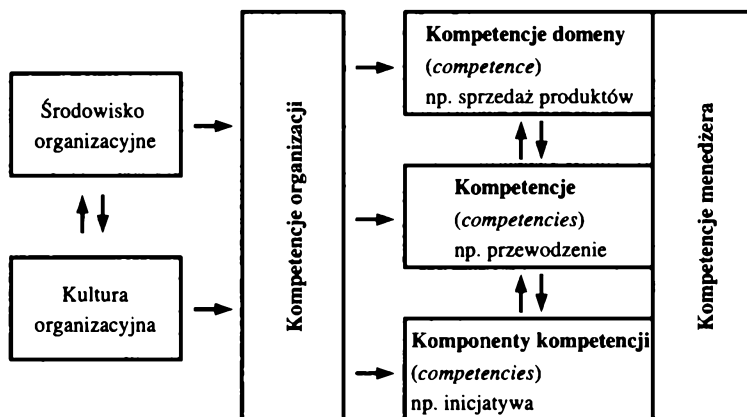 Środowisko
organizacyjne
Kultura
organizacyjna
Kompetencje organizacji
Kompetencje domeny
(competence)
np. sprzedaż produktów
Kompetencje
(competencies)
np. przewodzenie
Komponenty kompetencji
(competencies)
np. inicjatywa
Kompetencje menedżera